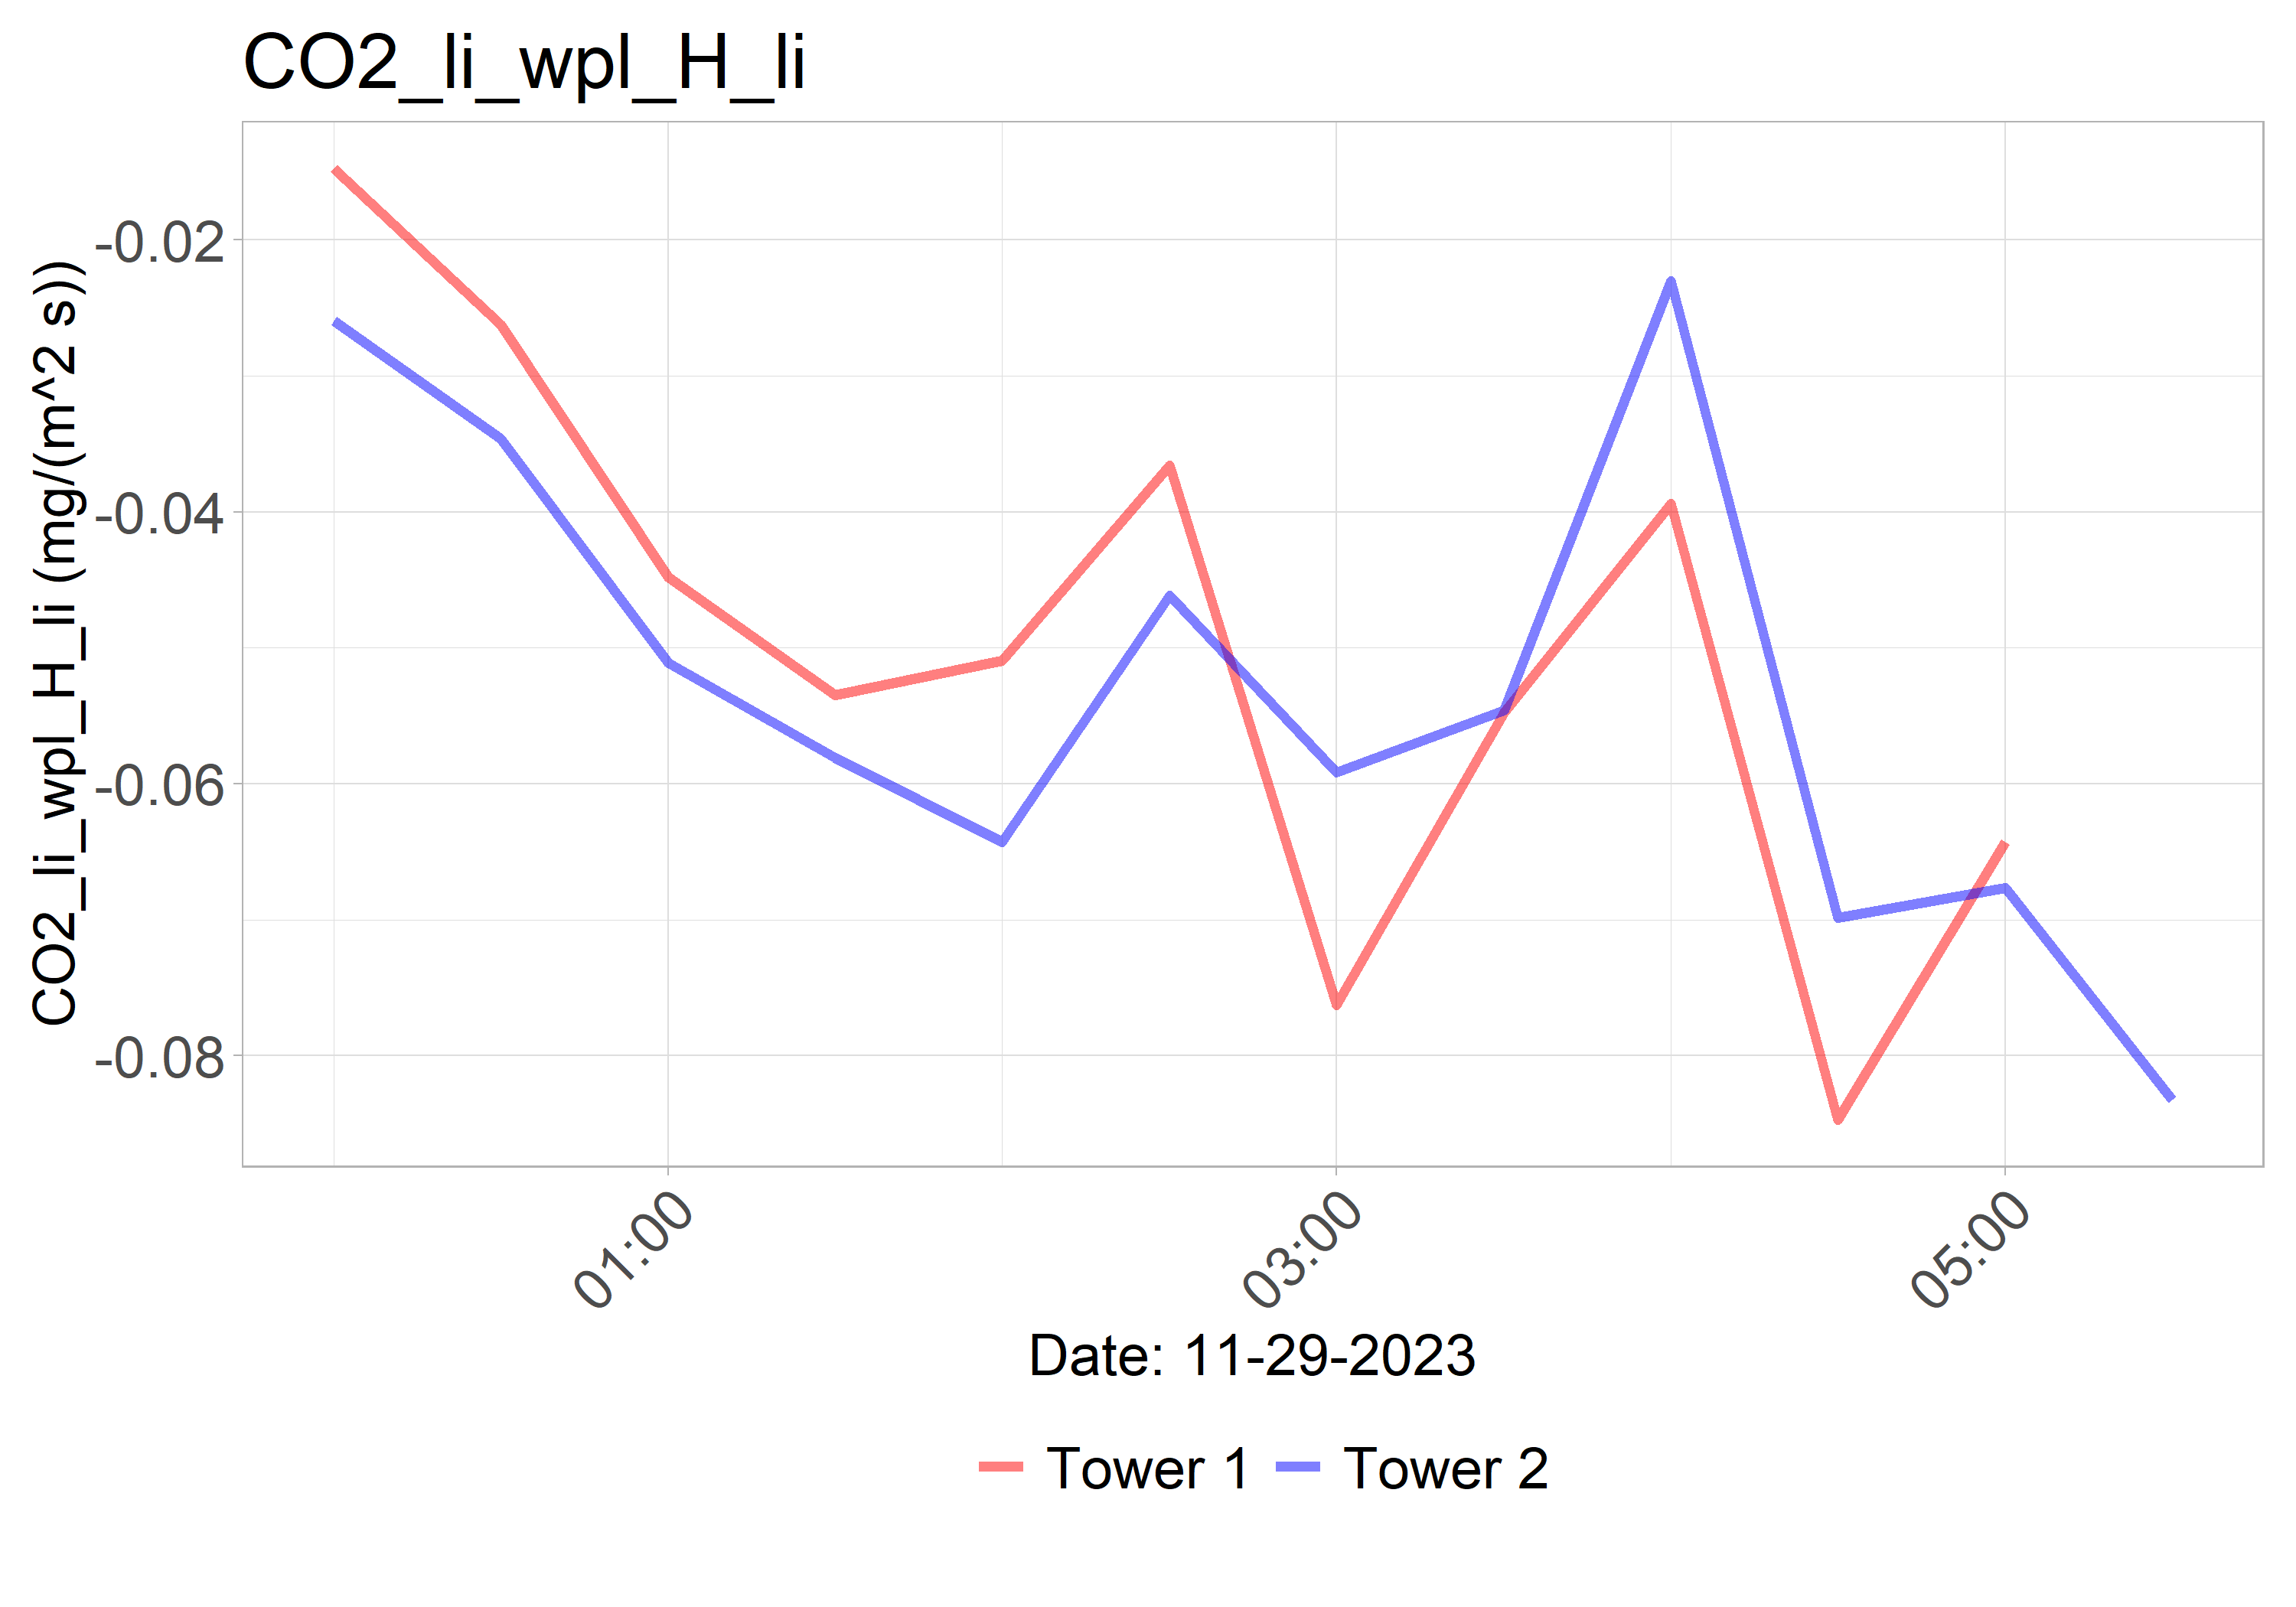 CO2_li_wpl_H_li
CO2_li_wpl_H_li (mg/(m^2 s))
-0.02
-0.04
-0.06
-0.08
01:00
03:00
05:00
Date: 11-29-2023
Tower 1 Tower 2